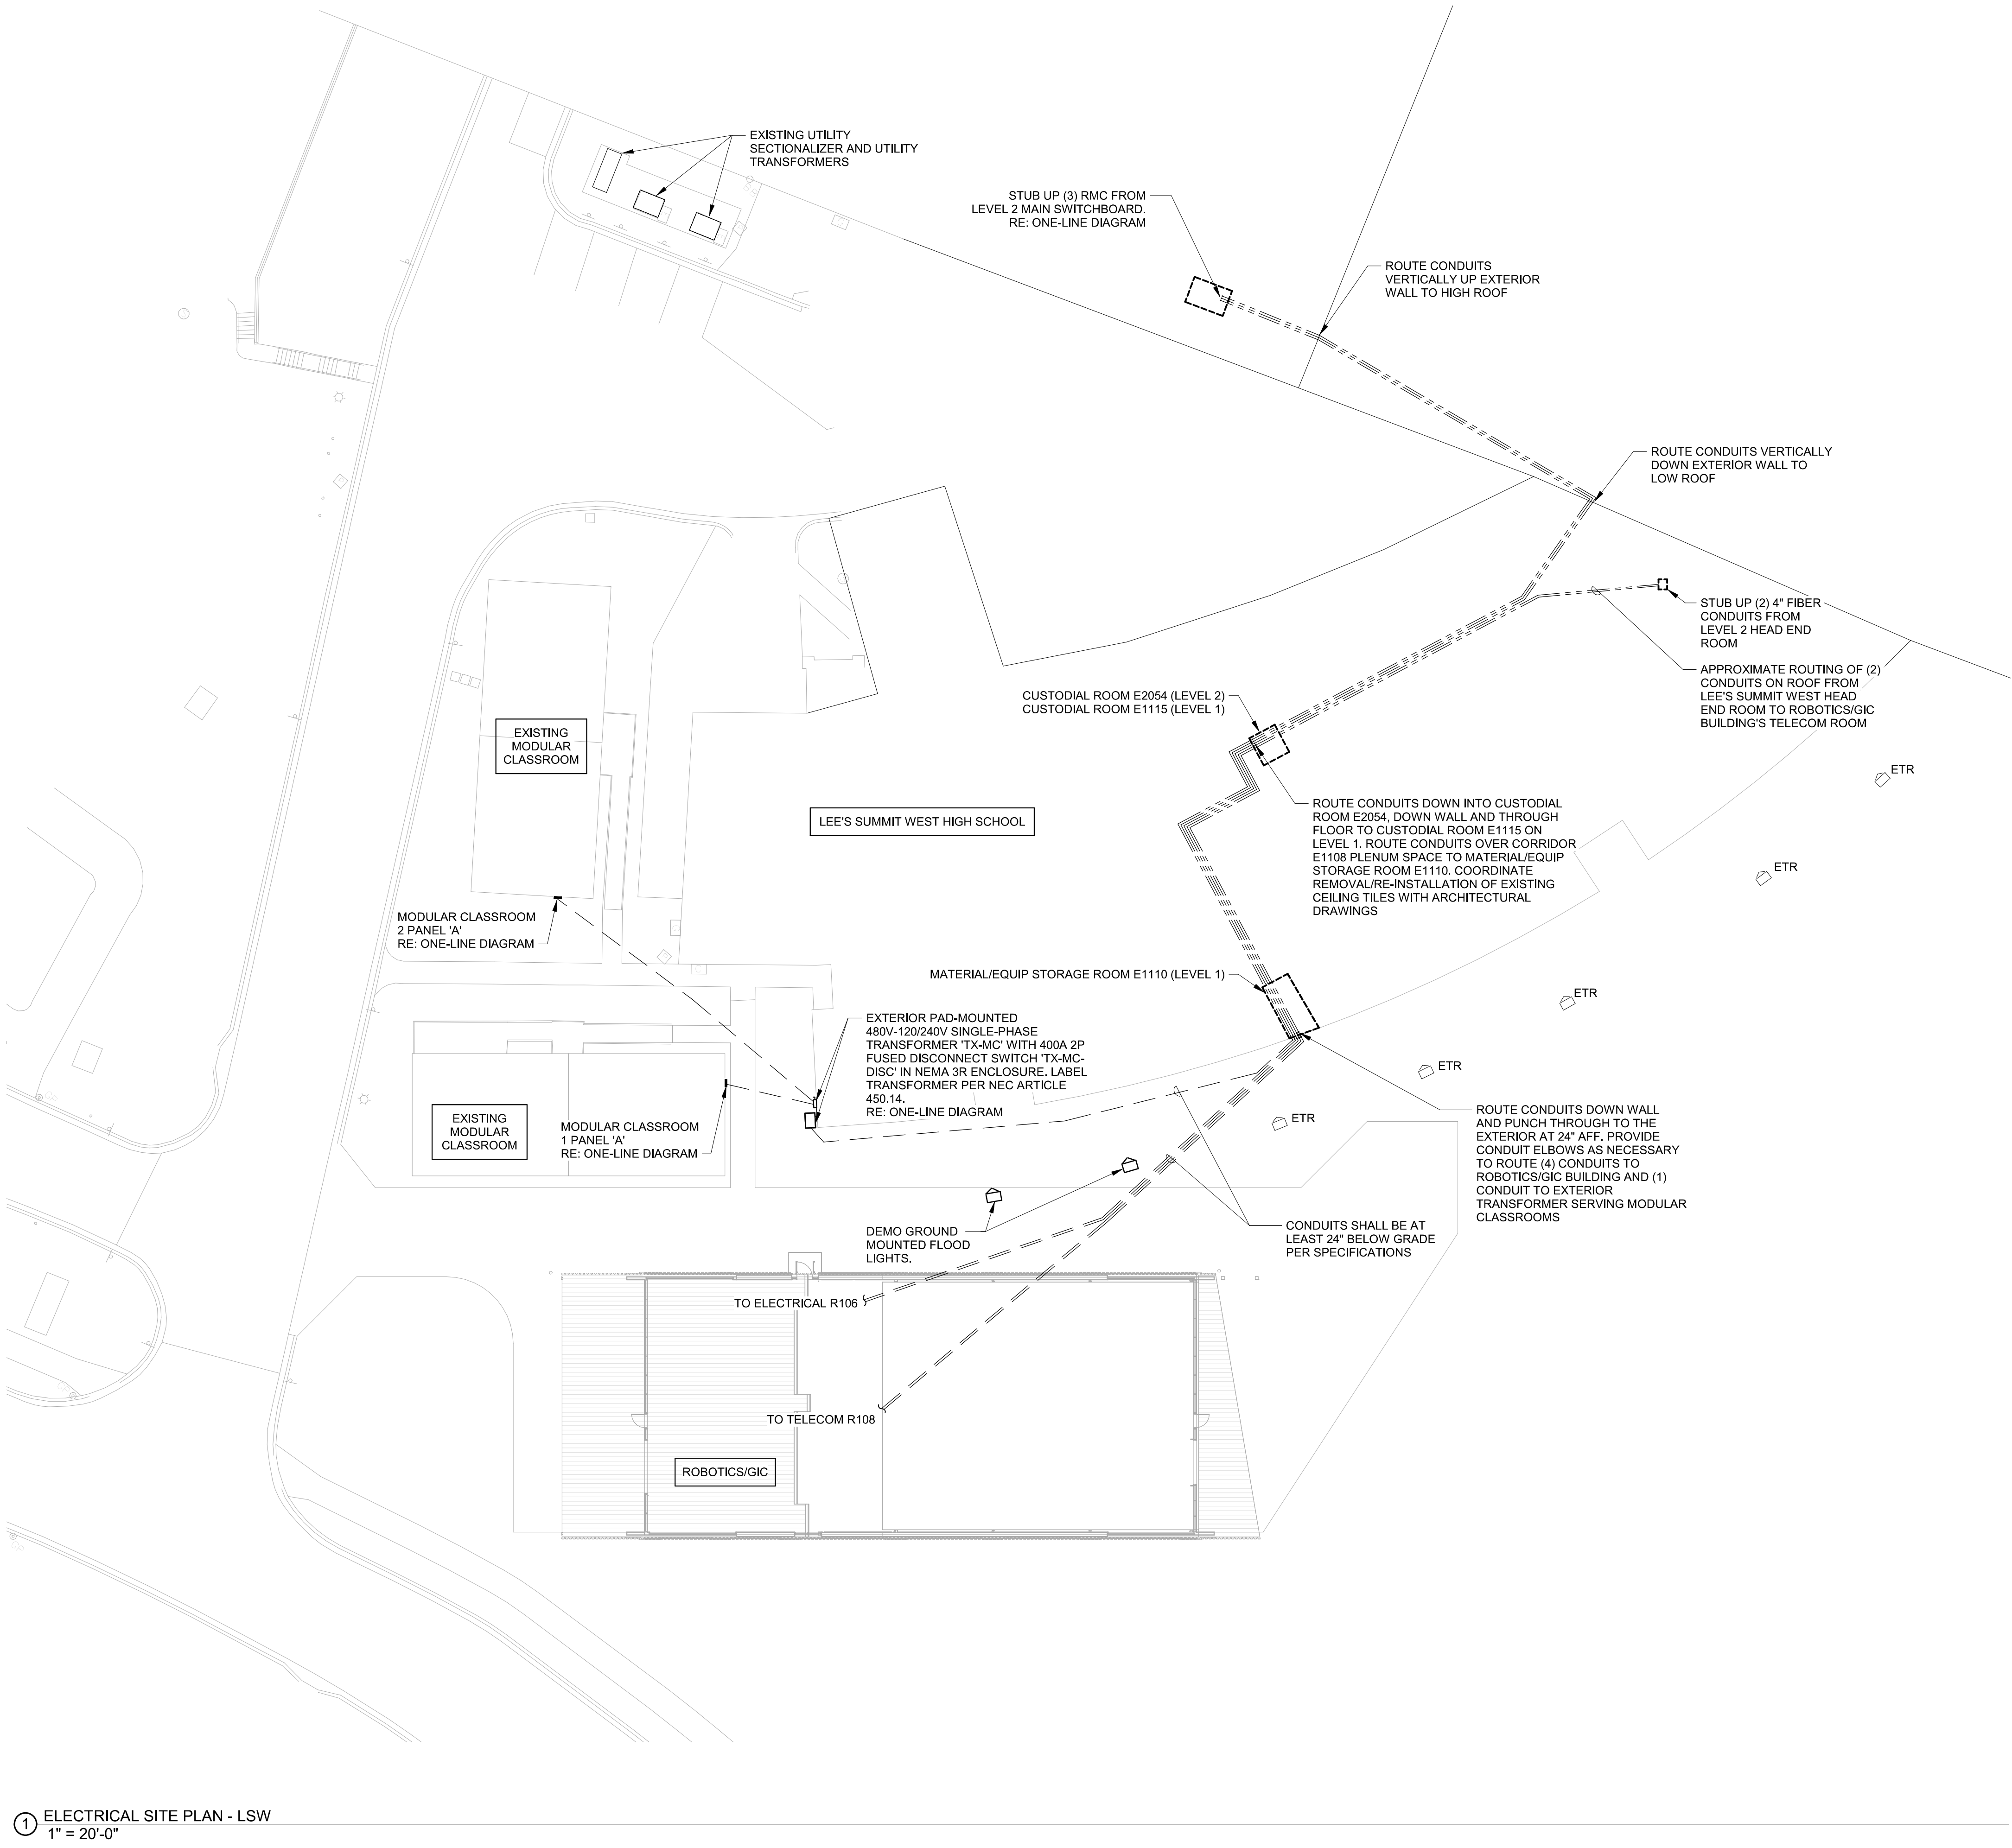 EXISTING UTILITY
SECTIONALIZER AND UTILITY
TRANSFORMERS
STUB UP (3) RMC FROM
LEVEL 2 MAIN SWITCHBOARD.
RE: ONE-LINE DIAGRAM
ROUTE CONDUITS
VERTICALLY UP EXTERIOR
WALL TO HIGH ROOF
ROUTE CONDUITS VERTICALLY
DOWN EXTERIOR WALL TO
LOW ROOF
STUB UP (2) 4" FIBER
CONDUITS FROM
LEVEL 2 HEAD END
ROOM
APPROXIMATE ROUTING OF (2)
CONDUITS ON ROOF FROM
LEE'S SUMMIT WEST HEAD
END ROOM TO ROBOTICS/GIC
BUILDING'S TELECOM ROOM
CUSTODIAL ROOM E2054 (LEVEL 2)
CUSTODIAL ROOM E1115 (LEVEL 1)
EXISTING
MODULAR
CLASSROOM
ETR
LEE'S SUMMIT WEST HIGH SCHOOL
ROUTE CONDUITS DOWN INTO CUSTODIAL
ROOM E2054, DOWN WALL AND THROUGH
FLOOR TO CUSTODIAL ROOM E1115 ON
LEVEL 1. ROUTE CONDUITS OVER CORRIDOR
E1108 PLENUM SPACE TO MATERIAL/EQUIP
STORAGE ROOM E1110. COORDINATE
REMOVAL/RE-INSTALLATION OF EXISTING
CEILING TILES WITH ARCHITECTURAL
DRAWINGS
ETR
MODULAR CLASSROOM
2 PANEL 'A'
RE: ONE-LINE DIAGRAM
MATERIAL/EQUIP STORAGE ROOM E1110 (LEVEL 1)
ETR
EXTERIOR PAD-MOUNTED
480V-120/240V SINGLE-PHASE
TRANSFORMER 'TX-MC' WITH 400A 2P
FUSED DISCONNECT SWITCH 'TX-MC-
DISC' IN NEMA 3R ENCLOSURE. LABEL
TRANSFORMER PER NEC ARTICLE
450.14.
RE: ONE-LINE DIAGRAM
ETR
ETR
EXISTING
MODULAR
CLASSROOM
MODULAR CLASSROOM
1 PANEL 'A'
RE: ONE-LINE DIAGRAM
ROUTE CONDUITS DOWN WALL
AND PUNCH THROUGH TO THE
EXTERIOR AT 24" AFF. PROVIDE
CONDUIT ELBOWS AS NECESSARY
TO ROUTE (4) CONDUITS TO
ROBOTICS/GIC BUILDING AND (1)
CONDUIT TO EXTERIOR
TRANSFORMER SERVING MODULAR
CLASSROOMS
DEMO GROUND
MOUNTED FLOOD
LIGHTS.
CONDUITS SHALL BE AT
LEAST 24" BELOW GRADE
PER SPECIFICATIONS
TO ELECTRICAL R106
TO TELECOM R108
ROBOTICS/GIC
1
ELECTRICAL SITE PLAN - LSW
1" = 20'-0"